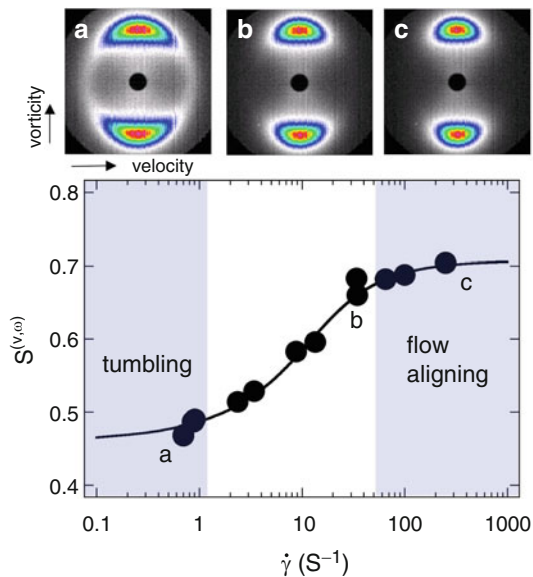 a
b
c
vorticity
velocity
0.8
0.7
0.6
0.5
0.4
S(v,ω)
tumbling
flow
aligning
a
b
c
0.1 1 10 100 1000
γ̇ (S⁻¹)